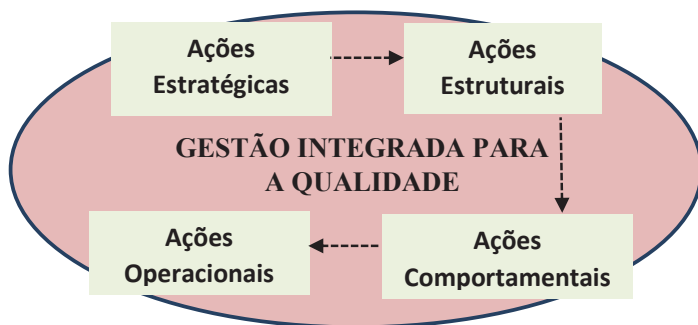 Ações
Estratégicas
Ações
Estruturais
GESTÃO INTEGRADA PARA
A QUALIDADE
Ações
Operacionais
Ações
Comportamentais